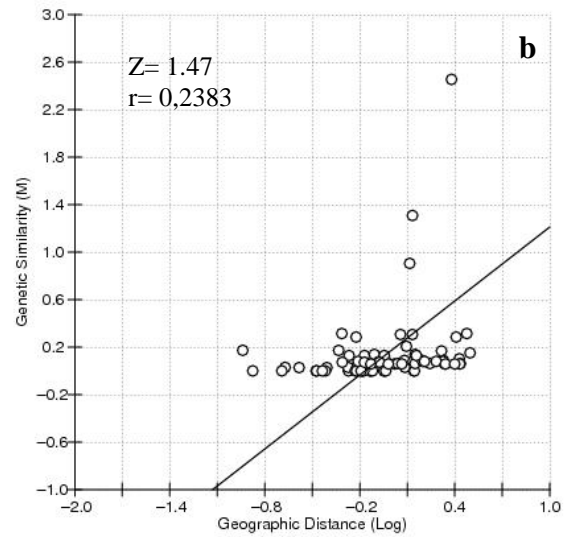 b
Z= 1.47
r= 0,2383
Genetic Similarity (M)
3.0
2.6
2.2
1.8
1.4
1.0
0.6
0.2
−0.2
−0.6
−1.0
−2.0 −1.4 −0.8 −0.2 0.4 1.0
Geographic Distance (Log)